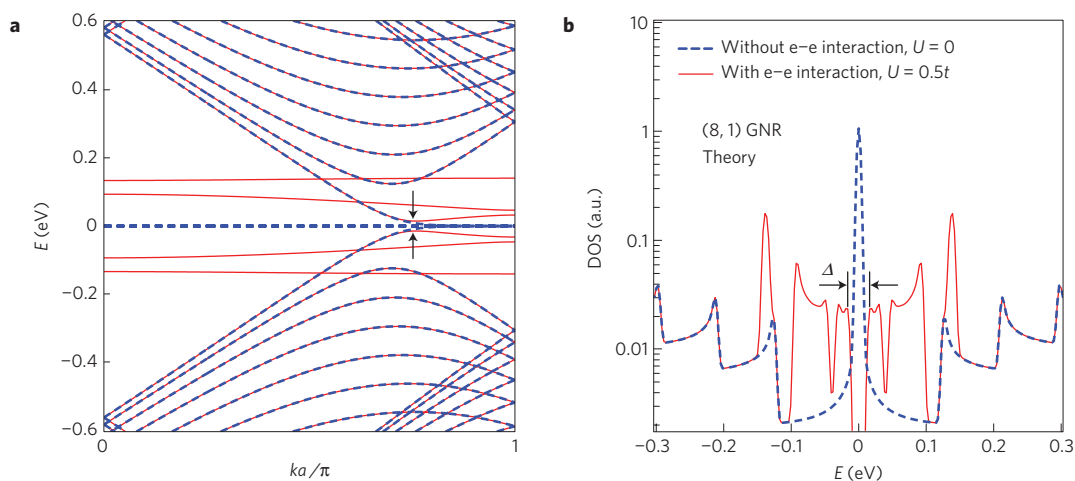 a
0.6
0.4
0.2
0
−0.2
−0.4
−0.6
E (eV)
0
1
ka/π
b
10
1
0.1
0.01
DOS (a.u.)
Without e–e interaction, U = 0
With e–e interaction, U = 0.5t
(8, 1) GNR
Theory
Δ
−0.3
−0.2
−0.1
0
0.1
0.2
0.3
E (eV)